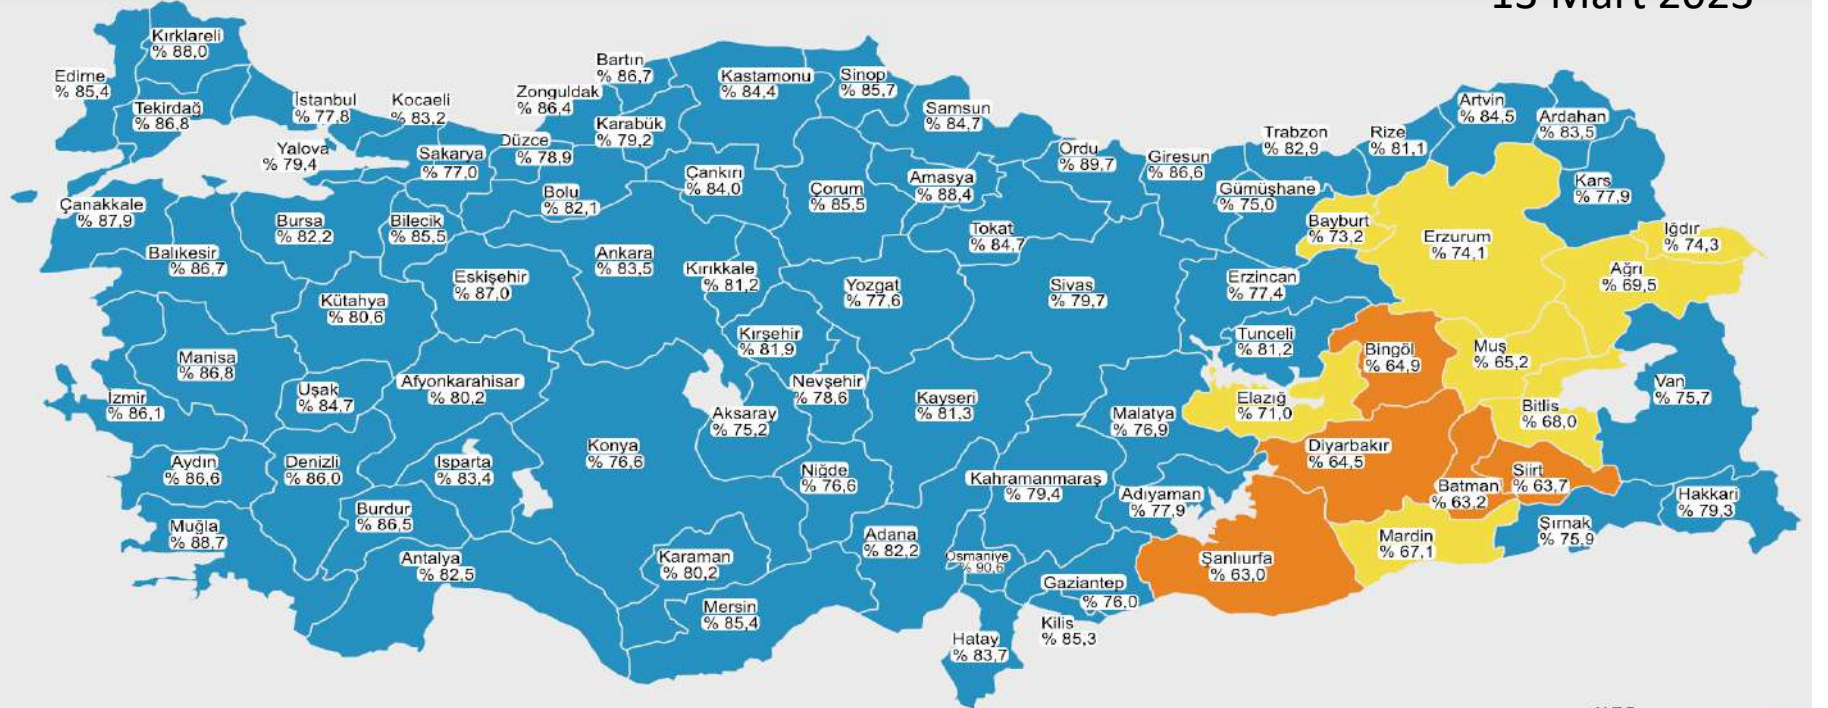 13 Mart 2023
Kırklareli
% 88,0
Edirne
% 85,4
Tekirdağ
% 86,8
İstanbul
% 77,8
Kocaeli
% 83,2
Yalova
% 79,4
Sakarya
% 77,0
Düzce
% 78,9
Zonguldak
% 86,4
Bartın
% 86,7
Karabük
% 79,2
Kastamonu
% 84,4
Sinop
% 85,7
Samsun
% 84,7
Çankırı
% 84,0
Bolu
% 82,1
Çorum
% 85,5
Amasya
% 88,4
Ordu
% 89,7
Giresun
% 86,6
Trabzon
% 82,9
Rize
% 81,1
Artvin
% 84,5
Ardahan
% 83,5
Kars
% 77,9
Gümüşhane
% 75,0
Bayburt
% 73,2
Erzurum
% 74,1
Iğdır
% 74,3
Ağrı
% 69,5
Çanakkale
% 87,9
Balıkesir
% 86,7
Bursa
% 82,2
Bilecik
% 85,5
Eskişehir
% 87,0
Kütahya
% 80,6
Ankara
% 83,5
Kırıkkale
% 81,2
Kırşehir
% 81,9
Yozgat
% 77,6
Tokat
% 84,7
Sivas
% 79,7
Erzincan
% 77,4
Tunceli
% 81,2
Bingöl
% 64,9
Muş
% 65,2
Van
% 75,7
Bitlis
% 68,0
Elazığ
% 71,0
Malatya
% 76,9
Kayseri
% 81,3
Nevşehir
% 78,6
Aksaray
% 75,2
Konya
% 76,6
Afyonkarahisar
% 80,2
Uşak
% 84,7
Manisa
% 86,8
İzmir
% 86,1
Aydın
% 86,6
Denizli
% 86,0
Isparta
% 83,4
Burdur
% 86,5
Muğla
% 88,7
Antalya
% 82,5
Karaman
% 80,2
Mersin
% 85,4
Niğde
% 76,6
Adana
% 82,2
Osmaniye
% 90,6
Kahramanmaraş
% 79,4
Adıyaman
% 77,9
Gaziantep
% 76,0
Kilis
% 85,3
Hatay
% 83,7
Şanlıurfa
% 63,0
Diyarbakır
% 64,5
Batman
% 63,2
Siirt
% 63,7
Mardin
% 67,1
Şırnak
% 75,9
Hakkari
% 79,3